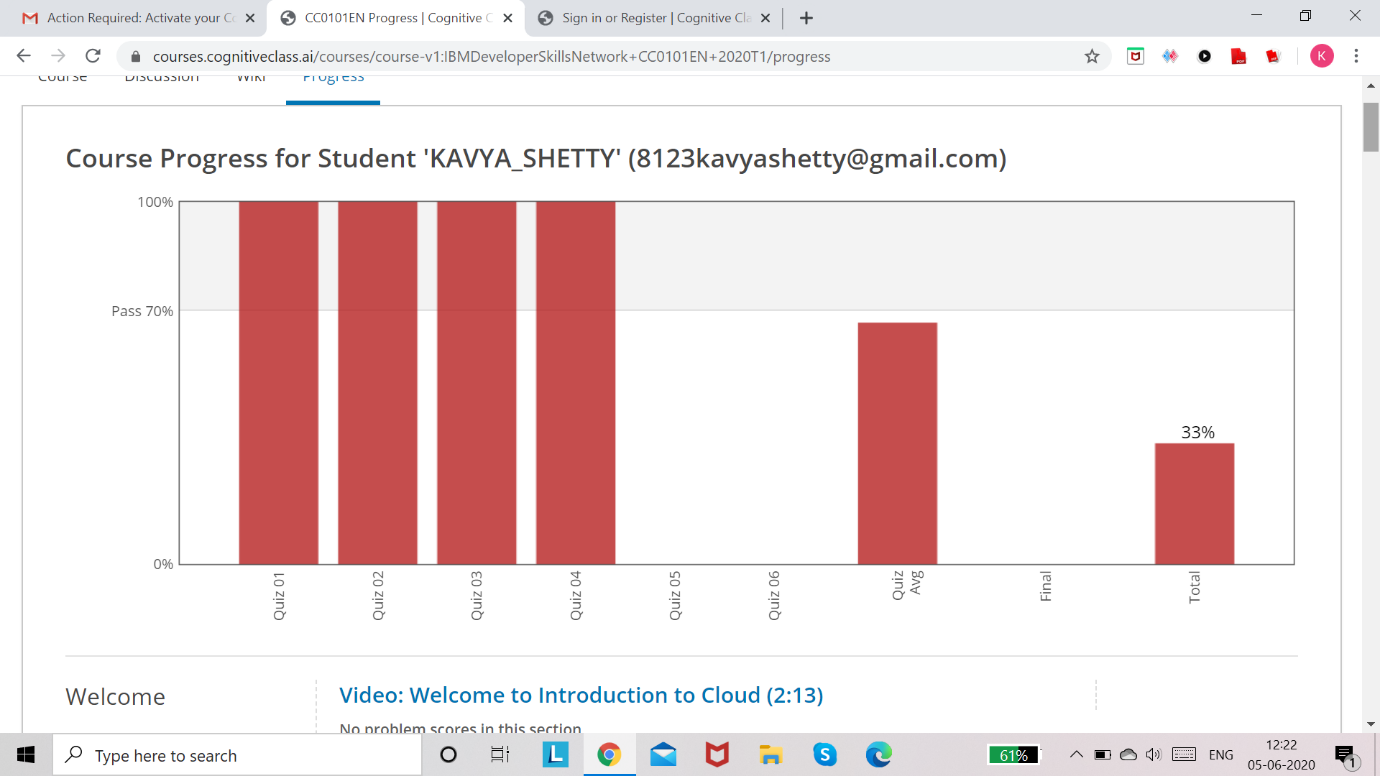 Action Required: Activate your Co
CC0101EN Progress | Cognitive C
Sign in or Register | Cognitive Cla
courses.cognitiveclass.ai/courses/course-v1:IBMDeveloperSkillsNetwork+CC0101EN+2020T1/progress
K
Course Discussion Wiki Progress
Course Progress for Student 'KAVYA_SHETTY' (8123kavyashetty@gmail.com)
100%
Pass 70%
0%
33%
Quiz 01
Quiz 02
Quiz 03
Quiz 04
Quiz 05
Quiz 06
Quiz
Avg
Final
Total
Welcome
Video: Welcome to Introduction to Cloud (2:13)
No problem scores in this section
Type here to search
L
S
61%
ENG
12:22
05-06-2020
1